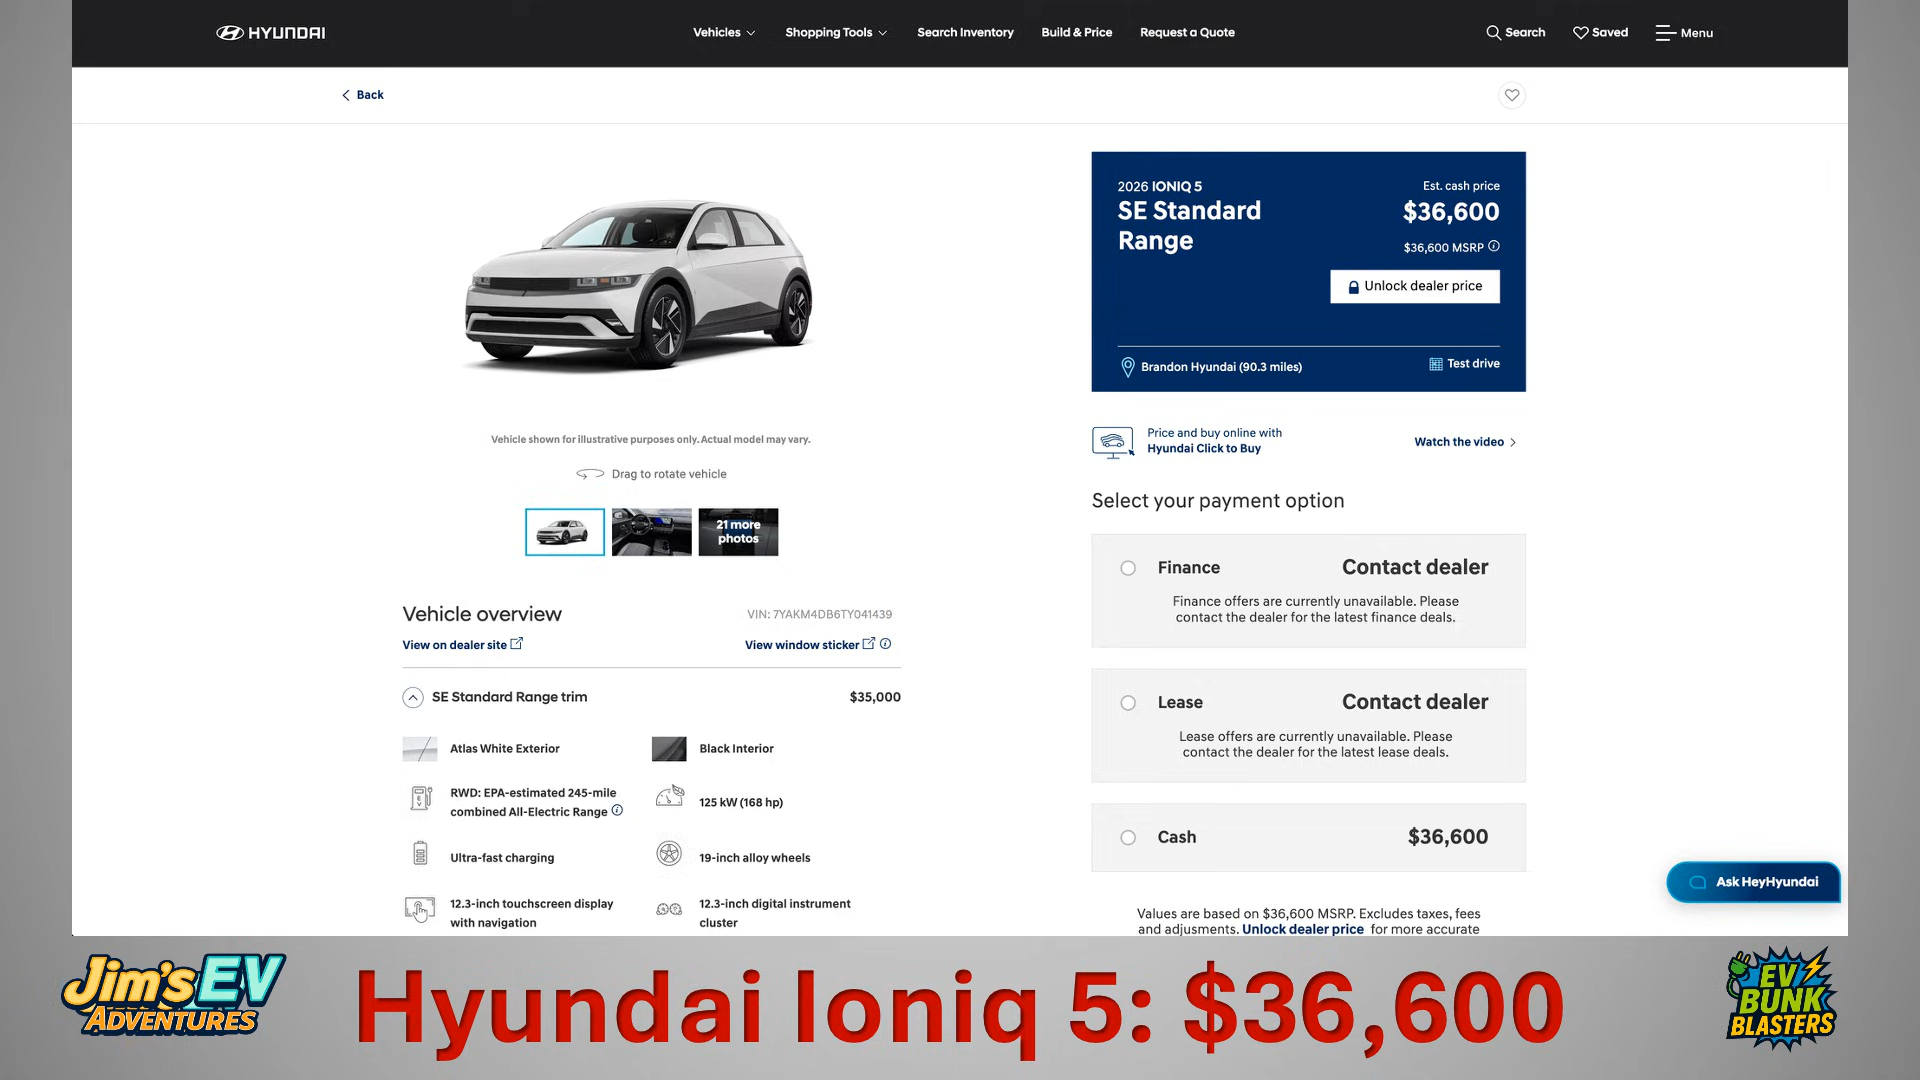 HYUNDAI
Vehicles
Shopping Tools
Search Inventory
Build & Price
Request a Quote
Search
Saved
Menu
Back
2026 IONIQ 5
SE Standard
Range
Est. cash price
$36,600
$36,600 MSRP
Unlock dealer price
Brandon Hyundai (90.3 miles)
Test drive
Vehicle shown for illustrative purposes only. Actual model may vary.
Drag to rotate vehicle
21 more
photos
Price and buy online with
Hyundai Click to Buy
Watch the video
Select your payment option
Finance
Contact dealer
Finance offers are currently unavailable. Please
contact the dealer for the latest finance deals.
Lease
Contact dealer
Lease offers are currently unavailable. Please
contact the dealer for the latest lease deals.
Cash
$36,600
Values are based on $36,600 MSRP. Excludes taxes, fees
and adjusments. Unlock dealer price for more accurate
Vehicle overview
VIN: 7YAKM4DB6TY041439
View on dealer site
View window sticker
SE Standard Range trim
$35,000
Atlas White Exterior
Black Interior
RWD: EPA-estimated 245-mile
combined All-Electric Range
125 kW (168 hp)
Ultra-fast charging
19-inch alloy wheels
12.3-inch touchscreen display
with navigation
12.3-inch digital instrument
cluster
Ask HeyHyundai
Jim's EV
ADVENTURES
Hyundai Ioniq 5: $36,600
EV
BUNK
BLASTERS